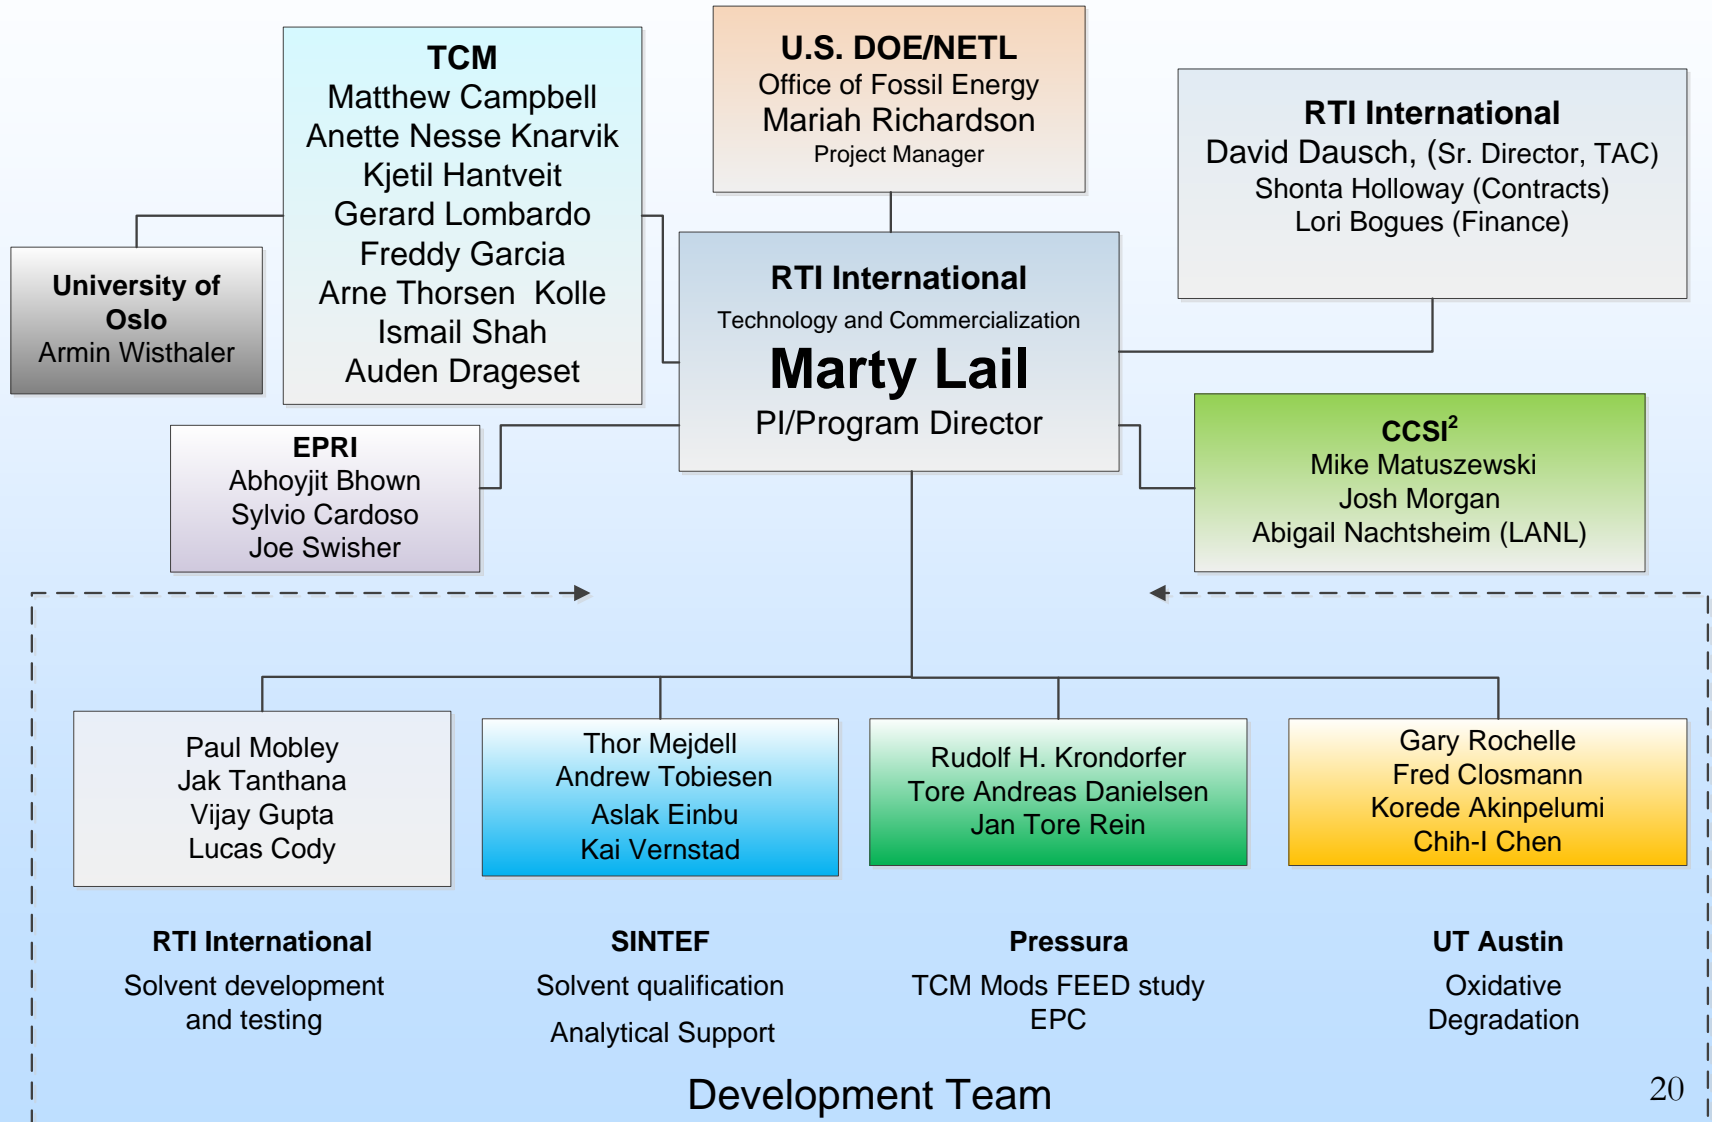 TCM
Matthew Campbell
Anette Nesse Knarvik
Kjetil Hantveit
Gerard Lombardo
Freddy Garcia
Arne Thorsen  Kolle
Ismail Shah
Auden Drageset
U.S. DOE/NETL
Office of Fossil Energy
Mariah Richardson
Project Manager
RTI International
David Dausch, (Sr. Director, TAC)
Shonta Holloway (Contracts)
Lori Bogues (Finance)
University of
Oslo
Armin Wisthaler
RTI International
Technology and Commercialization
Marty Lail
PI/Program Director
EPRI
Abhoyjit Bhown
Sylvio Cardoso
Joe Swisher
CCSI²
Mike Matuszewski
Josh Morgan
Abigail Nachtsheim (LANL)
Paul Mobley
Jak Tanthana
Vijay Gupta
Lucas Cody
Thor Mejdell
Andrew Tobiesen
Aslak Einbu
Kai Vernstad
Rudolf H. Krondorfer
Tore Andreas Danielsen
Jan Tore Rein
Gary Rochelle
Fred Closmann
Korede Akinpelumi
Chih-I Chen
RTI International
Solvent development
and testing
SINTEF
Solvent qualification
Analytical Support
Pressura
TCM Mods FEED study
EPC
UT Austin
Oxidative
Degradation
Development Team
20